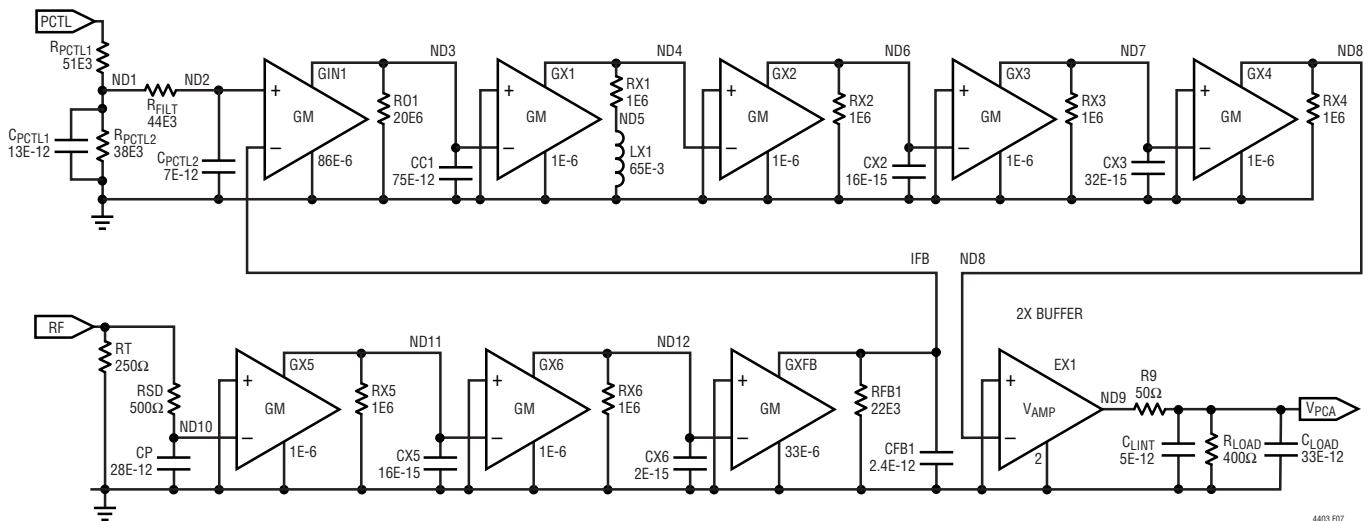 PCTL
RPCTL1
51E3
ND1
ND2
RFILT
44E3
CPCTL1
13E-12
RPCTL2
38E3
CPCTL2
7E-12
+
−
GM
GIN1
86E-6
RO1
20E6
ND3
CC1
75E-12
+
−
GM
GX1
1E-6
RX1
1E6
ND5
LX1
65E-3
ND4
+
−
GM
GX2
1E-6
RX2
1E6
ND6
CX2
16E-15
+
−
GM
GX3
1E-6
RX3
1E6
ND7
CX3
32E-15
+
−
GM
GX4
1E-6
RX4
1E6
ND8
IFB
ND8
2X BUFFER
RF
RT
250Ω
RSD
500Ω
ND10
CP
28E-12
+
−
GM
GX5
1E-6
RX5
1E6
ND11
CX5
16E-15
+
−
GM
GX6
1E-6
RX6
1E6
ND12
CX6
2E-15
+
−
GM
GXFB
33E-6
RFB1
22E3
CFB1
2.4E-12
+
−
VAMP
EX1
2
ND9
R9
50Ω
CLINT
5E-12
RLOAD
400Ω
CLOAD
33E-12
VPCA
4403 F07